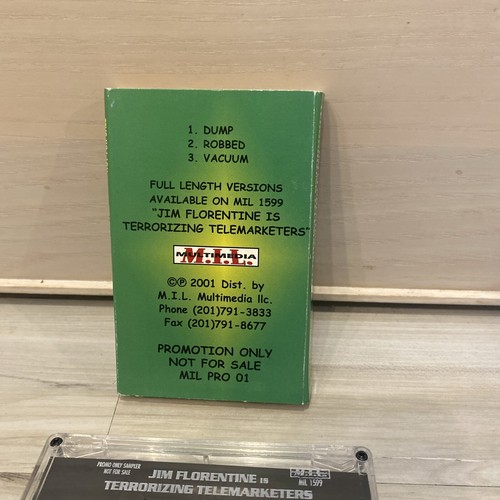 1. DUMP
2. ROBBED
3. VACUUM
FULL LENGTH VERSIONS
AVAILABLE ON MIL 1599
"JIM FLORENTINE IS
TERRORIZING TELEMARKETERS"
M.I.L.
MULTIMEDIA
©℗ 2001 Dist. by
M.I.L. Multimedia llc.
Phone (201)791-3833
Fax (201)791-8677
PROMOTION ONLY
NOT FOR SALE
MIL PRO 01
PROMO ONLY SAMPLER
NOT FOR SALE
JIM FLORENTINE IS
TERRORIZING TELEMARKETERS
MIL 1599